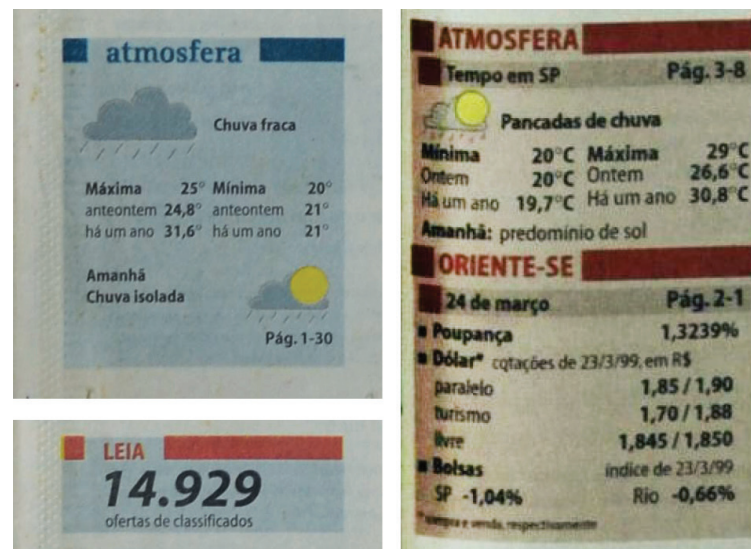 atmosfera
Chuva fraca
Máxima 25° Mínima 20°
anteontem 24,8° anteontem 21°
há um ano 31,6° há um ano 21°
Amanhã
Chuva isolada
Pág. 1-30
LEIA
14.929
ofertas de classificados
ATMOSFERA
Tempo em SP Pág. 3-8
Pancadas de chuva
Mínima 20°C Máxima 29°C
Ontem 20°C Ontem 26,6°C
Há um ano 19,7°C Há um ano 30,8°C
Amanhã: predomínio de sol
ORIENTE-SE
24 de março Pág. 2-1
Poupança 1,3239%
Dólar* cotações de 23/3/99, em R$
paralelo 1,85 / 1,90
turismo 1,70 / 1,88
livre 1,845 / 1,850
Bolsas índice de 23/3/99
SP -1,04% Rio -0,66%
*compra e venda, respectivamente